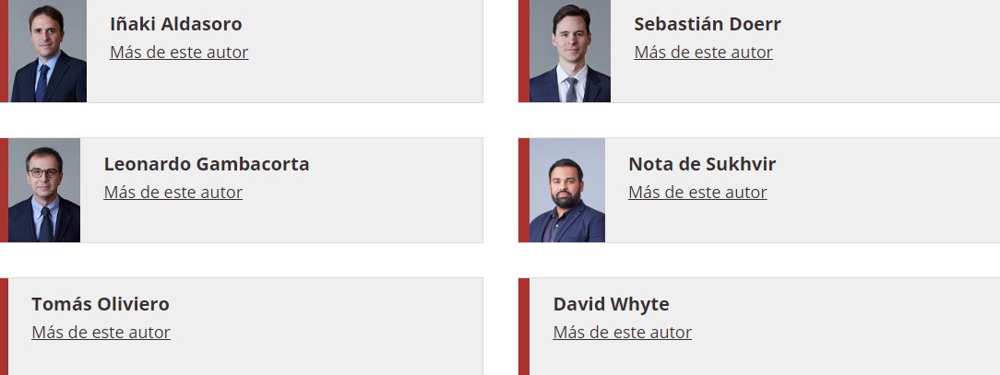 Iñaki Aldasoro
Más de este autor
Sebastián Doerr
Más de este autor
Leonardo Gambacorta
Más de este autor
Nota de Sukhvir
Más de este autor
Tomás Oliviero
Más de este autor
David Whyte
Más de este autor